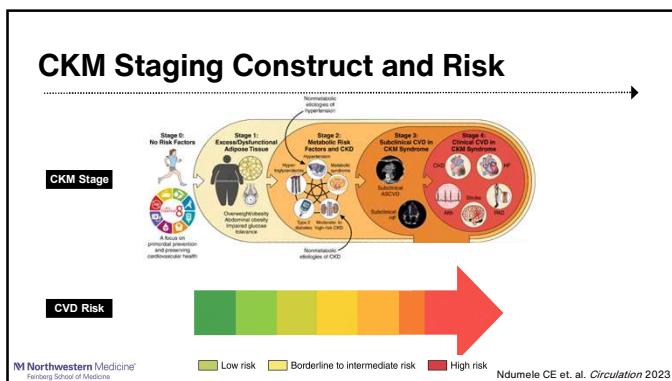 CKM Staging Construct and Risk
Nonmetabolic
etiologies of
hypertension
Stage 0:
No Risk Factors
Stage 1:
Excess/Dysfunctional
Adipose Tissue
Stage 2:
Metabolic Risk
Factors and CKD
Stage 3:
Subclinical CVD in
CKM Syndrome
Stage 4:
Clinical CVD in
CKM Syndrome
CKM Stage
8
A focus on
primordial prevention
and preserving
cardiovascular health
Overweight/obesity
Abdominal obesity
Impaired glucose
tolerance
Hypertension
Hyper-
triglyceridemia
Metabolic
syndrome
Type 2
diabetes
Moderate to
high-risk CKD
Nonmetabolic
etiologies of CKD
Subclinical
ASCVD
Subclinical
HF
HF
Stroke
Afib
PAD
CVD Risk
Low risk
Borderline to intermediate risk
High risk
Northwestern Medicine®
Feinberg School of Medicine
Ndumele CE et. al. Circulation 2023